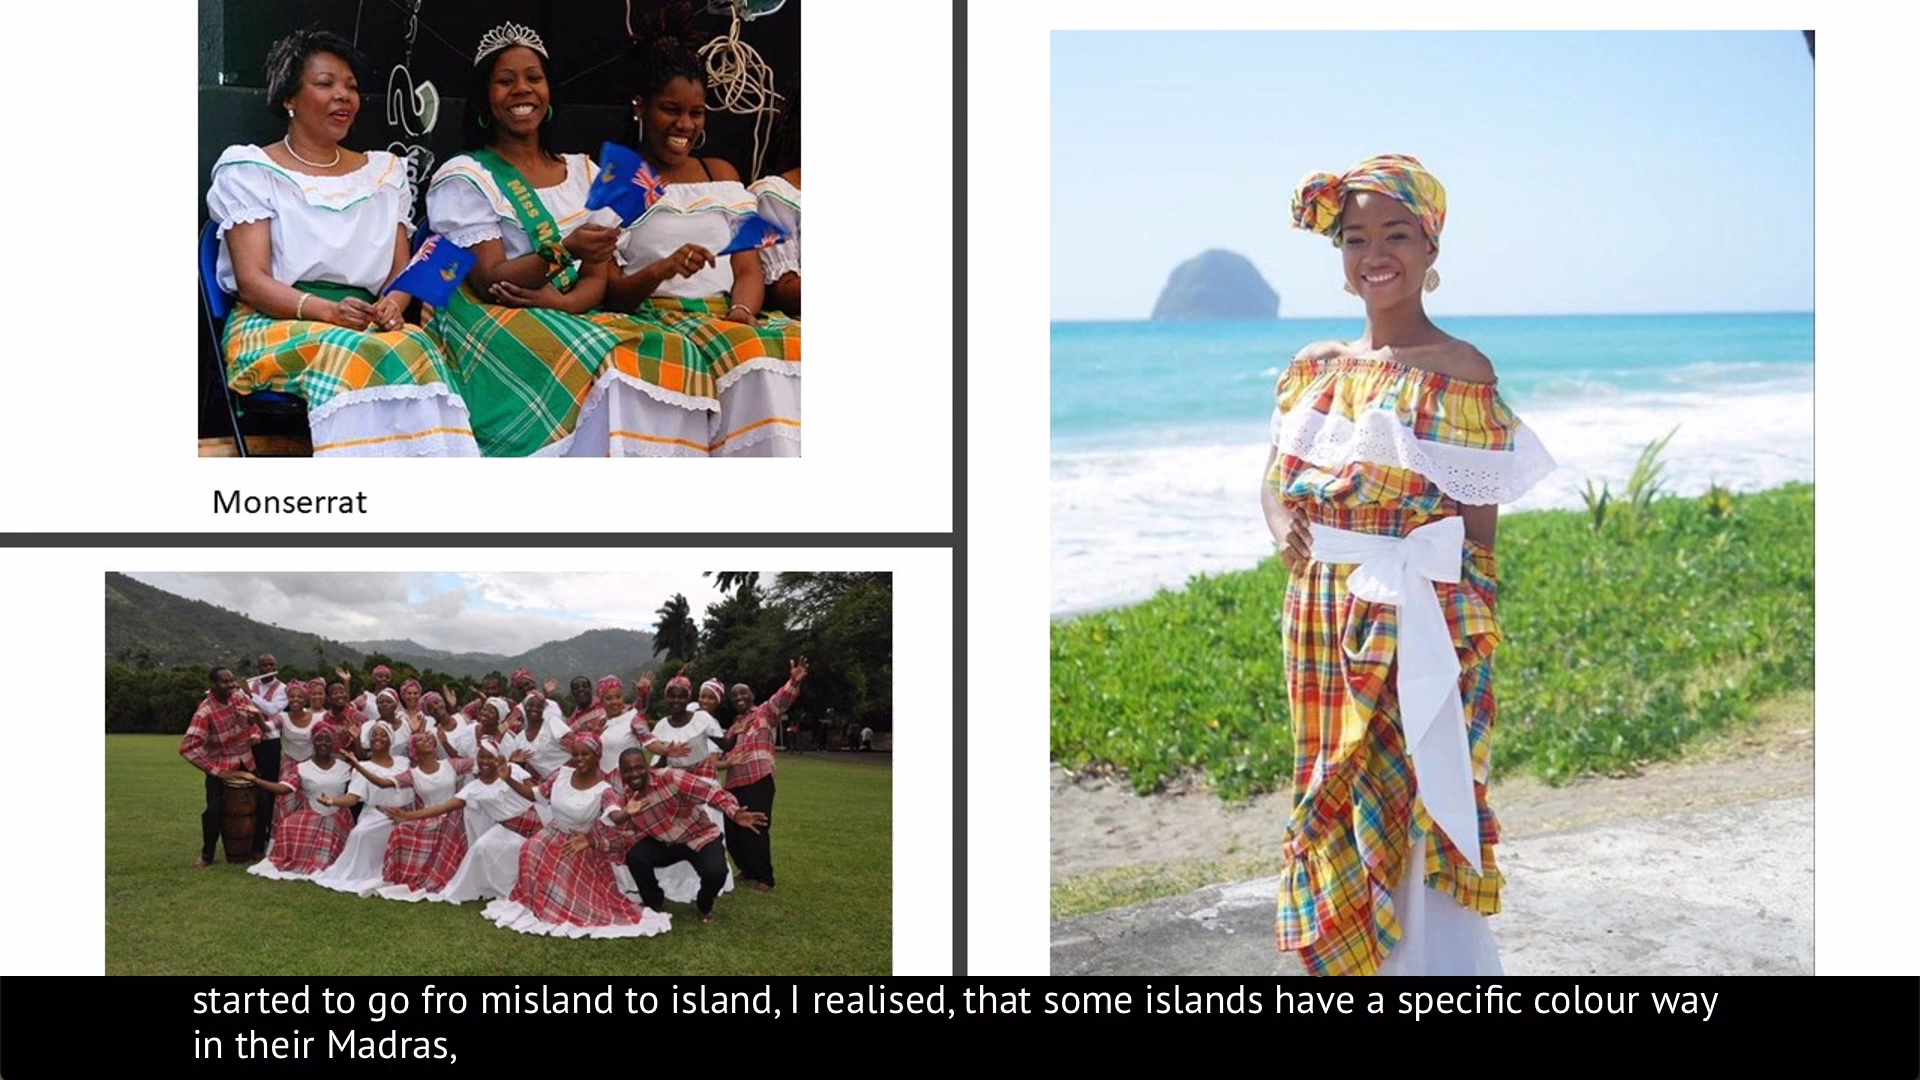 Miss M
Monserrat
started to go fro misland to island, I realised, that some islands have a specific colour way
in their Madras,